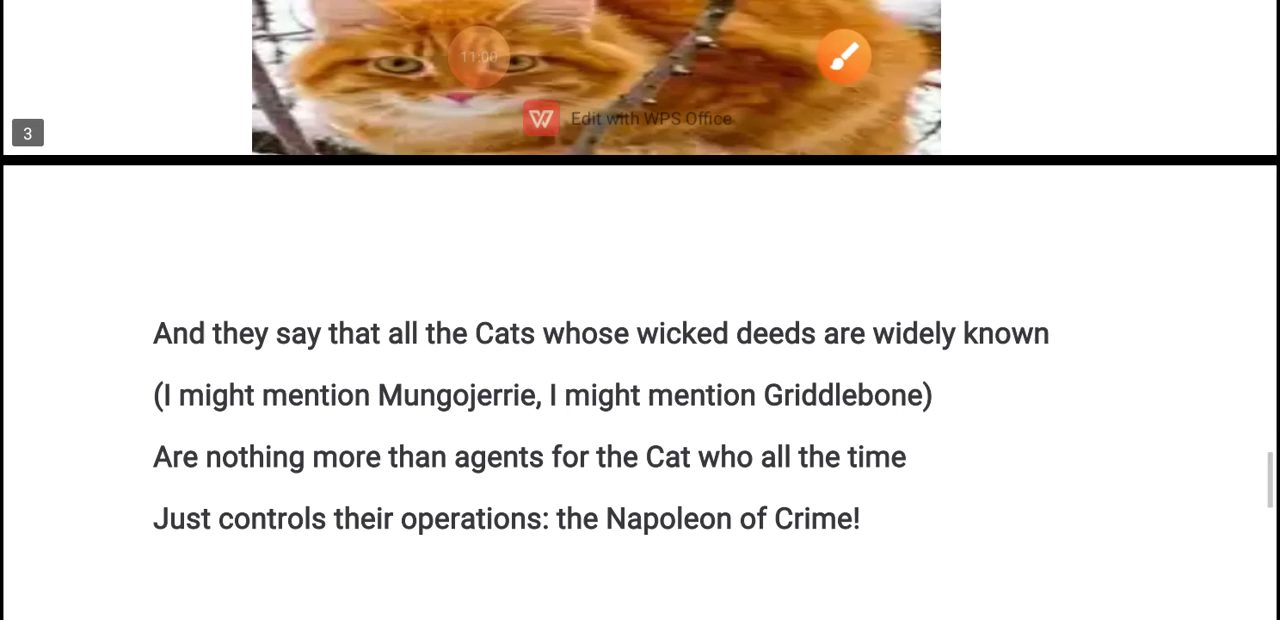 11:00
Edit with WPS Office
3
And they say that all the Cats whose wicked deeds are widely known
(I might mention Mungojerrie, I might mention Griddlebone)
Are nothing more than agents for the Cat who all the time
Just controls their operations: the Napoleon of Crime!